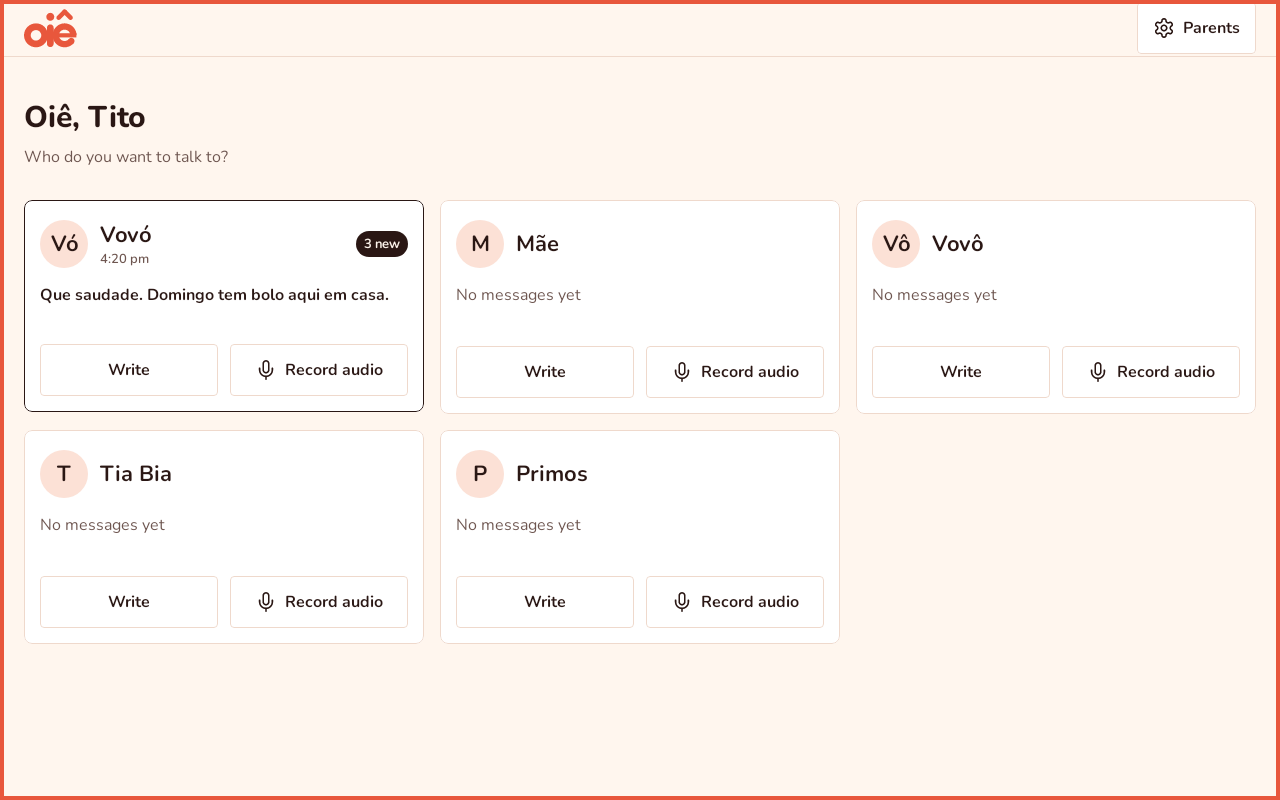 oiê
Parents
Oiê, Tito
Who do you want to talk to?
Vó
Vovó
4:20 pm
3 new
Que saudade. Domingo tem bolo aqui em casa.
Write
Record audio
M
Mãe
No messages yet
Write
Record audio
Vô
Vovô
No messages yet
Write
Record audio
T
Tia Bia
No messages yet
Write
Record audio
P
Primos
No messages yet
Write
Record audio